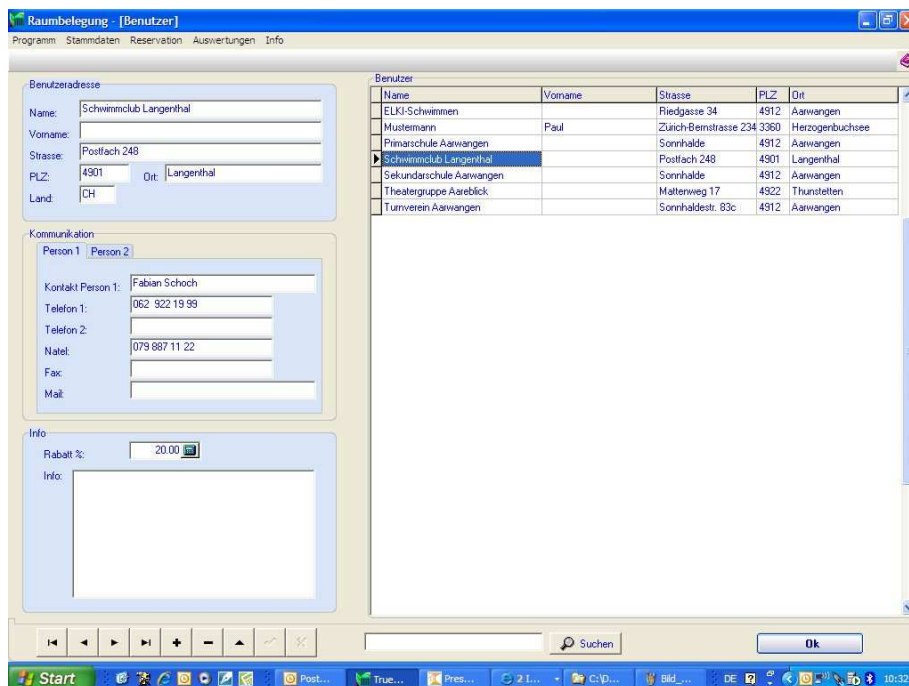 Raumbelegung - [Benutzer]
Programm Stammdaten Reservation Auswertungen Info
Benutzeradresse
Name: Schwimmclub Langenthal
Vorname:
Strasse: Postfach 248
PLZ: 4901 Ort: Langenthal
Land: CH
Kommunikation
Person 1 Person 2
Kontakt Person 1: Fabian Schoch
Telefon 1: 062 922 19 99
Telefon 2:
Natel: 079 887 11 22
Fax:
Mail:
Info
Rabatt %: 20.00
Info:
Benutzer
Name Vorname Strasse PLZ Ort
ELKI-Schwimmen Riedgasse 34 4912 Aarwangen
Mustermann Paul Zürich-Bernstrasse 234 3360 Herzogenbuchsee
Primarschule Aarwangen Sonnhalde 4912 Aarwangen
Schwimmclub Langenthal Postfach 248 4901 Langenthal
Sekundarschule Aarwangen Sonnhalde 4912 Aarwangen
Theatergruppe Aareblick Mattenweg 17 4922 Thunstetten
Turnverein Aarwangen Sonnhaldestr. 83c 4912 Aarwangen
Suchen Ok
Start Post... True... Pres... 2 I... C:\D... Bild_... DE 10:32